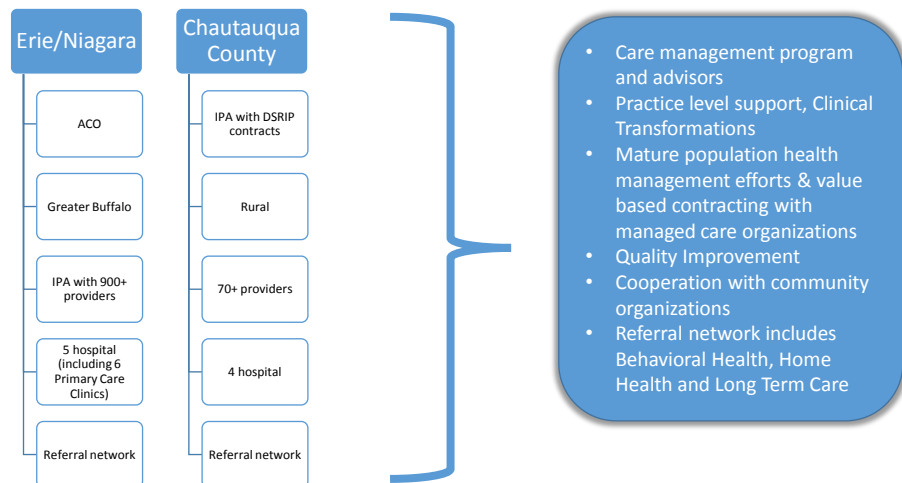 Erie/Niagara
ACO
Greater Buffalo
IPA with 900+
providers
5 hospital
(including 6
Primary Care
Clinics)
Referral network
Chautauqua
County
IPA with DSRIP
contracts
Rural
70+ providers
4 hospital
Referral network
• Care management program
and advisors
• Practice level support, Clinical
Transformations
• Mature population health
management efforts & value
based contracting with
managed care organizations
• Quality Improvement
• Cooperation with community
organizations
• Referral network includes
Behavioral Health, Home
Health and Long Term Care